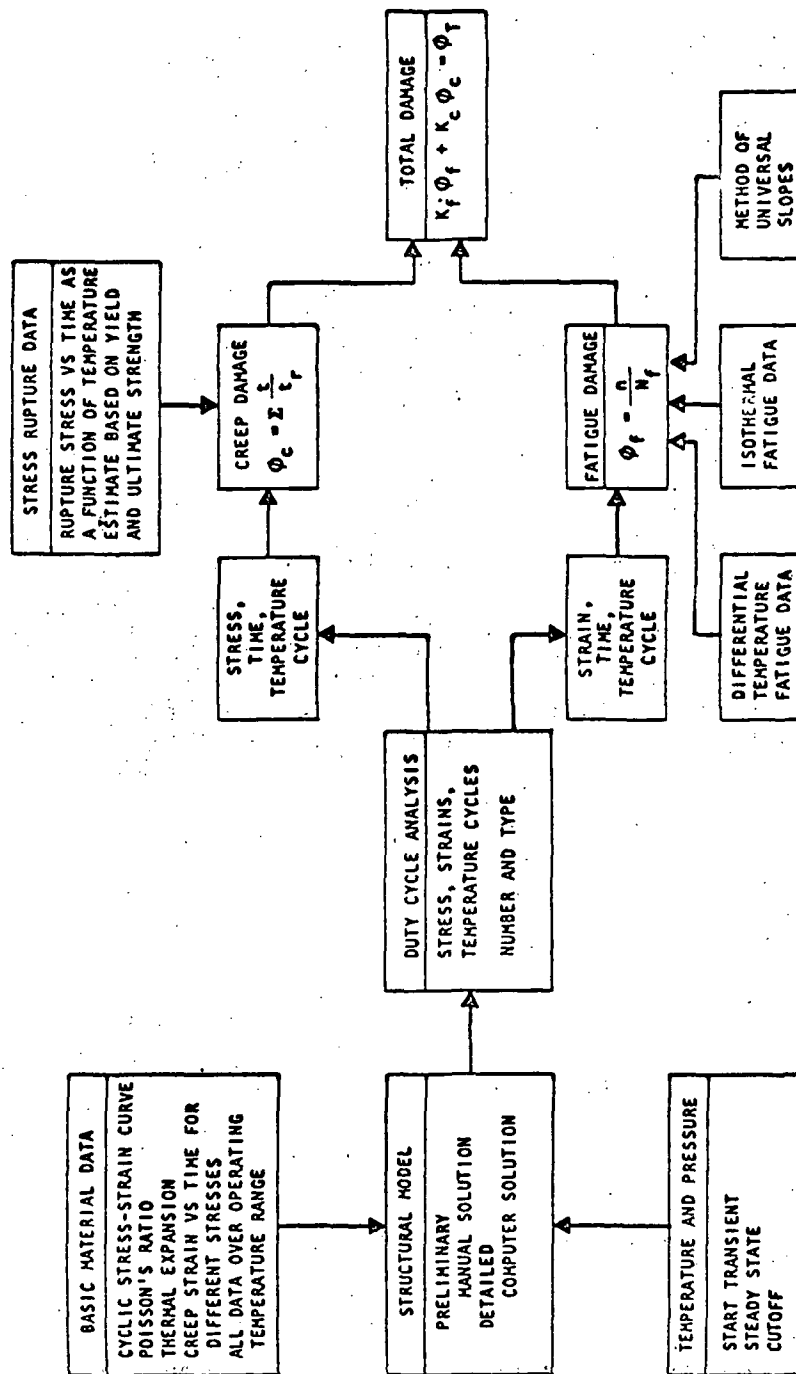 BASIC MATERIAL DATA
CYCLIC STRESS-STRAIN CURVE
POISSON'S RATIO
THERMAL EXPANSION
CREEP STRAIN VS TIME FOR
DIFFERENT STRESSES
ALL DATA OVER OPERATING
TEMPERATURE RANGE
STRUCTURAL MODEL
PRELIMINARY
MANUAL SOLUTION
DETAILED
COMPUTER SOLUTION
TEMPERATURE AND PRESSURE
START TRANSIENT
STEADY STATE
CUTOFF
DUTY CYCLE ANALYSIS
STRESS, STRAINS,
TEMPERATURE CYCLES
NUMBER AND TYPE
STRESS,
TIME,
TEMPERATURE
CYCLE
STRAIN,
TIME,
TEMPERATURE
CYCLE
STRESS RUPTURE DATA
RUPTURE STRESS VS TIME AS
A FUNCTION OF TEMPERATURE
ESTIMATE BASED ON YIELD
AND ULTIMATE STRENGTH
CREEP DAMAGE
φc = Σ t/tr
FATIGUE DAMAGE
φf = n/Nf
DIFFERENTIAL
TEMPERATURE
FATIGUE DATA
ISOTHERMAL
FATIGUE DATA
METHOD OF
UNIVERSAL
SLOPES
TOTAL DAMAGE
Kf φf + Kc φc = φT